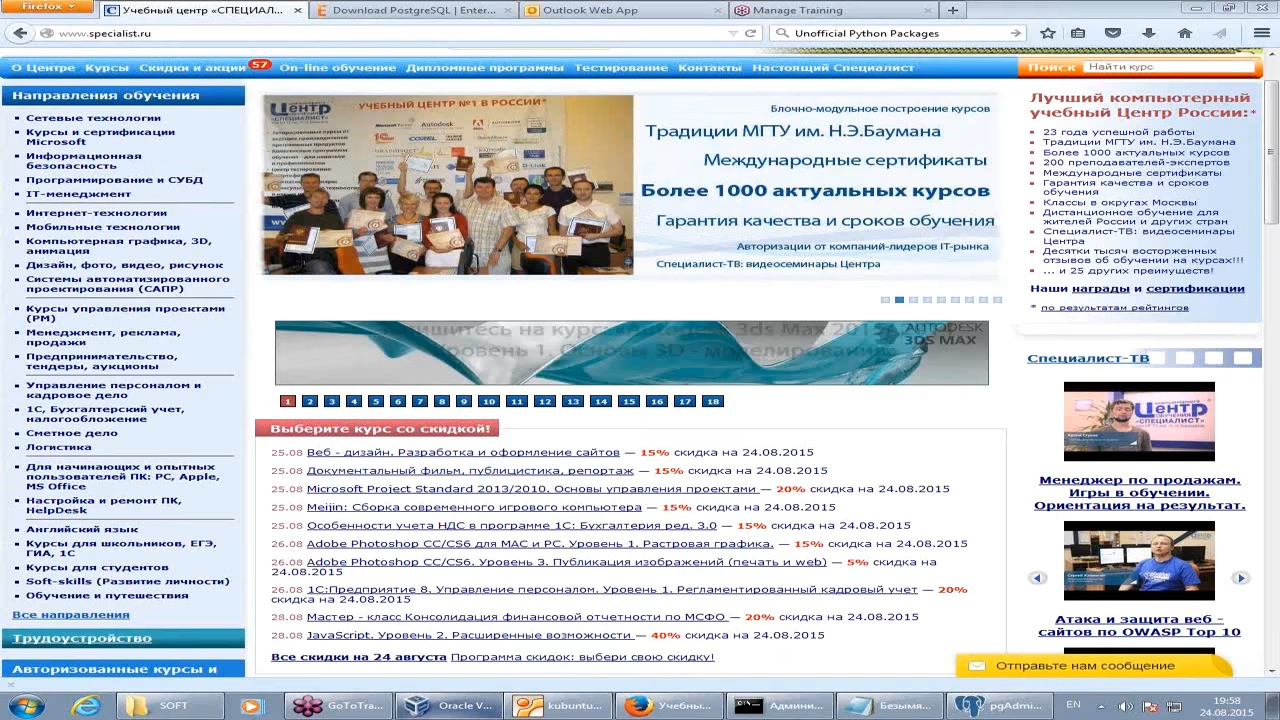 Firefox
Учебный центр «СПЕЦИАЛ...
Download PostgreSQL | Enter...
Outlook Web App
Manage Training
www.specialist.ru
Unofficial Python Packages
О Центре Курсы Скидки и акции 57 On-line обучение Дипломные программы Тестирование Контакты Настоящий Специалист
Поиск Найти курс
Направления обучения
Сетевые технологии
Курсы и сертификации
Microsoft
Информационная
безопасность
Программирование и СУБД
IT-менеджмент
Интернет-технологии
Мобильные технологии
Компьютерная графика, 3D,
анимация
Дизайн, фото, видео, рисунок
Системы автоматизированного
проектирования (САПР)
Курсы управления проектами
(PM)
Менеджмент, реклама,
продажи
Предпринимательство,
тендеры, аукционы
Управление персоналом и
кадровое дело
1С, Бухгалтерский учет,
налогообложение
Сметное дело
Логистика
Для начинающих и опытных
пользователей ПК: PC, Apple,
MS Office
Настройка и ремонт ПК,
HelpDesk
Английский язык
Курсы для школьников, ЕГЭ,
ГИА, 1С
Курсы для студентов
Soft-skills (Развитие личности)
Обучение и путешествия
Все направления
Трудоустройство
Авторизованные курсы и
УЧЕБНЫЙ ЦЕНТР №1 В РОССИИ*
Блочно-модульное построение курсов
Традиции МГТУ им. Н.Э.Баумана
Международные сертификаты
Более 1000 актуальных курсов
Гарантия качества и сроков обучения
Авторизации от компаний-лидеров IT-рынка
Специалист-ТВ: видеосеминары Центра
AUTODESK
3DS MAX
1 2 3 4 5 6 7 8 9 10 11 12 13 14 15 16 17 18
Выберите курс со скидкой!
25.08 Веб - дизайн. Разработка и оформление сайтов — 15% скидка на 24.08.2015
25.08 Документальный фильм, публицистика, репортаж — 15% скидка на 24.08.2015
25.08 Microsoft Project Standard 2013/2010. Основы управления проектами — 20% скидка на 24.08.2015
25.08 Meijin: Сборка современного игрового компьютера — 15% скидка на 24.08.2015
25.08 Особенности учета НДС в программе 1С: Бухгалтерия ред. 3.0 — 15% скидка на 24.08.2015
26.08 Adobe Photoshop CC/CS6 для MAC и PC. Уровень 1. Растровая графика. — 15% скидка на 24.08.2015
26.08 Adobe Photoshop CC/CS6. Уровень 3. Публикация изображений (печать и web) — 5% скидка на
24.08.2015
26.08 1С:Предприятие 8. Управление персоналом. Уровень 1. Регламентированный кадровый учет — 20%
скидка на 24.08.2015
28.08 Мастер - класс Консолидация финансовой отчетности по МСФО — 20% скидка на 24.08.2015
28.08 JavaScript. Уровень 2. Расширенные возможности — 40% скидка на 24.08.2015
Все скидки на 24 августа Программа скидок: выбери свою скидку!
Лучший компьютерный
учебный Центр России:*
23 года успешной работы
Традиции МГТУ им. Н.Э.Баумана
Более 1000 актуальных курсов
200 преподавателей-экспертов
Международные сертификаты
Гарантия качества и сроков
обучения
Классы в округах Москвы
Дистанционное обучение для
жителей России и других стран
Специалист-ТВ: видеосеминары
Центра
Десятки тысяч восторженных
отзывов об обучении на курсах!!!
... и 25 других преимуществ!
Наши награды и сертификации
* по результатам рейтингов
Специалист-ТВ
Менеджер по продажам.
Игры в обучении.
Ориентация на результат.
Атака и защита веб -
сайтов по OWASP Top 10
Отправьте нам сообщение
SOFT
GoToTra...
Oracle V...
kubuntu...
Учебны...
Админи...
Безымя...
pgAdmi...
EN
19:58
24.08.2015